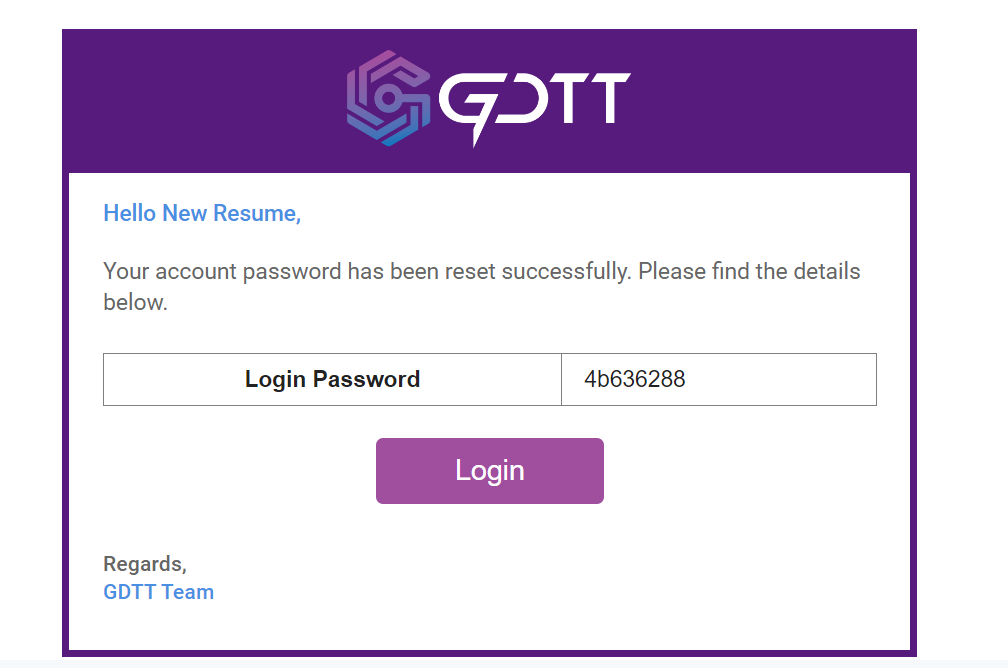 GDTT
Hello New Resume,
Your account password has been reset successfully. Please find the details
below.
Login Password 4b636288
Login
Regards,
GDTT Team